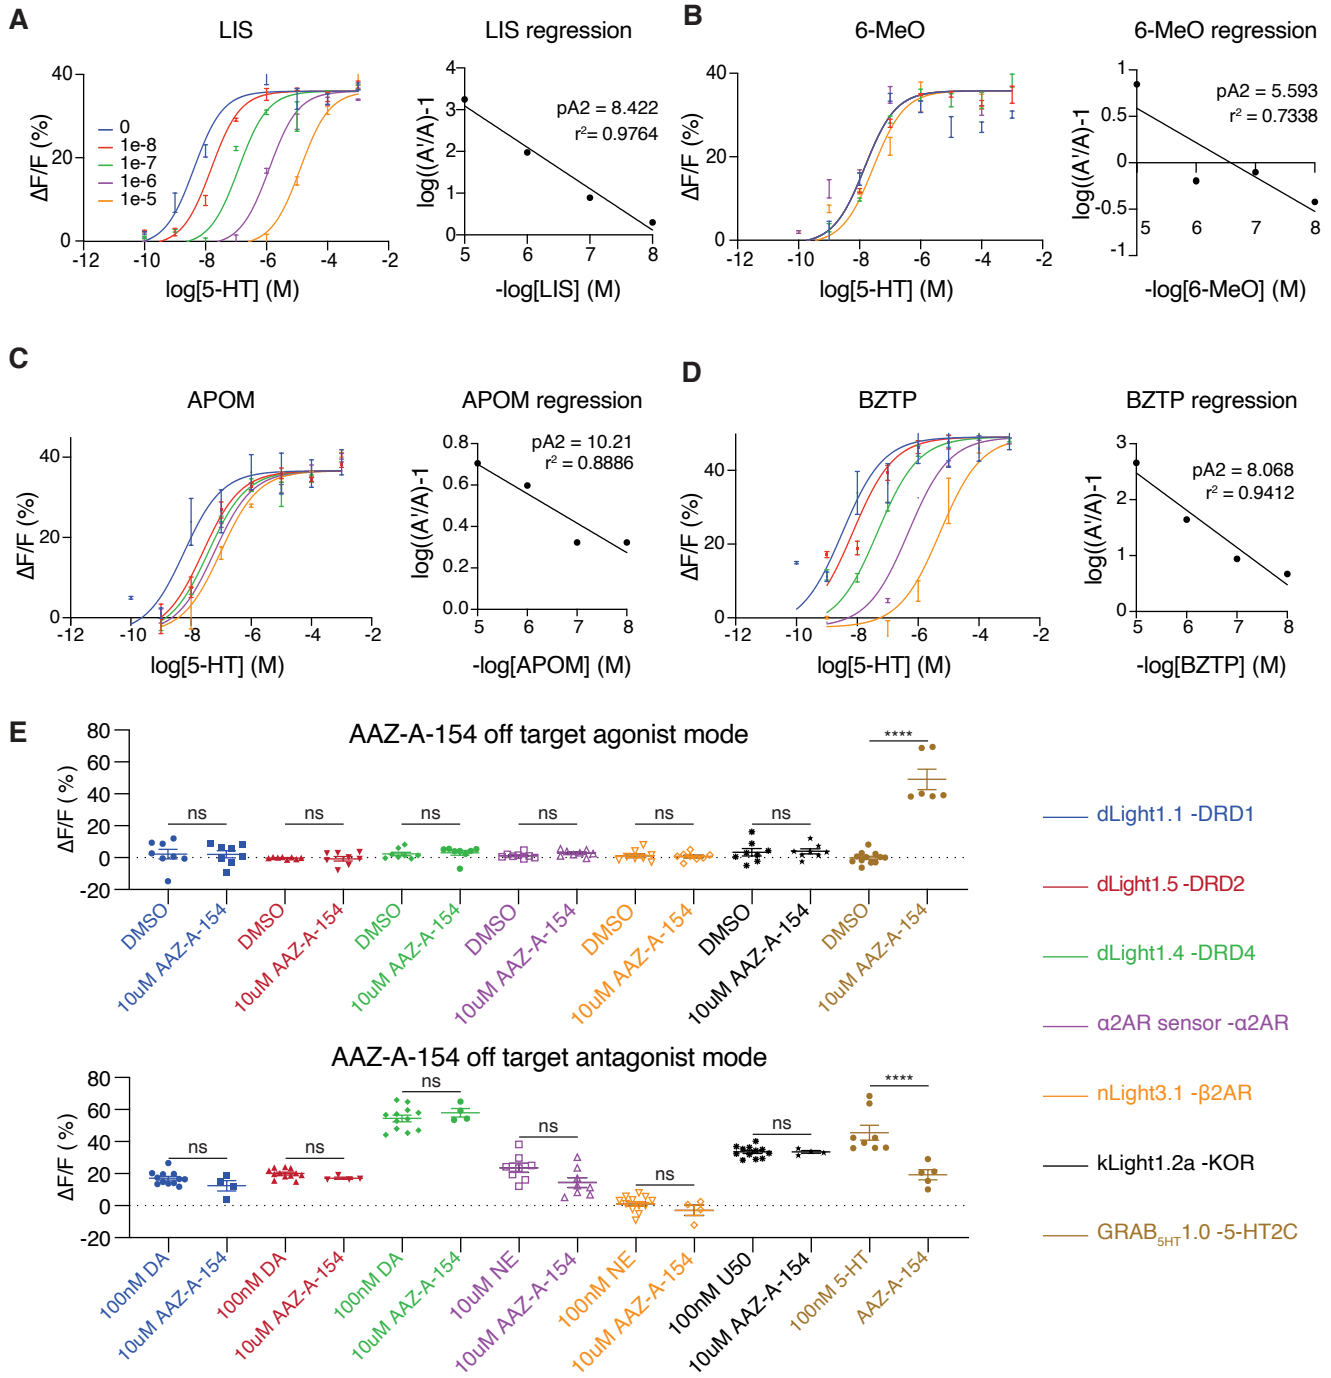 A
LIS
ΔF/F (%)
40
20
0
0
1e-8
1e-7
1e-6
1e-5
-12
-10
-8
-6
-4
-2
log[5-HT] (M)
LIS regression
log((A'/A)-1
4
3
2
1
0
pA2 = 8.422
r²= 0.9764
5
6
7
8
-log[LIS] (M)
B
6-MeO
ΔF/F (%)
40
20
0
-12
-10
-8
-6
-4
-2
log[5-HT] (M)
6-MeO regression
log((A'/A)-1
1
0.5
0
-0.5
-1
pA2 = 5.593
r² = 0.7338
5
6
7
8
-log[6-MeO] (M)
C
APOM
ΔF/F (%)
40
30
20
10
0
-12
-10
-8
-6
-4
-2
log[5-HT] (M)
APOM regression
log((A'/A)-1
0.8
0.6
0.4
0.2
0.0
pA2 = 10.21
r² = 0.8886
5
6
7
8
-log[APOM] (M)
D
BZTP
ΔF/F (%)
40
20
0
-12
-10
-8
-6
-4
-2
log[5-HT] (M)
BZTP regression
log((A'/A)-1
3
2
1
0
pA2 = 8.068
r² = 0.9412
5
6
7
8
-log[BZTP] (M)
E
AAZ-A-154 off target agonist mode
ΔF/F ( %)
80
60
40
20
0
-20
ns
ns
ns
ns
ns
ns
****
DMSO
10uM AAZ-A-154
DMSO
10uM AAZ-A-154
DMSO
10uM AAZ-A-154
DMSO
10uM AAZ-A-154
DMSO
10uM AAZ-A-154
DMSO
10uM AAZ-A-154
DMSO
10uM AAZ-A-154
AAZ-A-154 off target antagonist mode
ΔF/F ( %)
80
60
40
20
0
-20
ns
ns
ns
ns
ns
ns
****
100nM DA
10uM AAZ-A-154
100nM DA
10uM AAZ-A-154
100nM DA
10uM AAZ-A-154
10uM NE
10uM AAZ-A-154
100nM NE
10uM AAZ-A-154
100nM U50
10uM AAZ-A-154
100nM 5-HT
AAZ-A-154
dLight1.1 -DRD1
dLight1.5 -DRD2
dLight1.4 -DRD4
α2AR sensor -α2AR
nLight3.1 -β2AR
kLight1.2a -KOR
GRAB5HT1.0 -5-HT2C